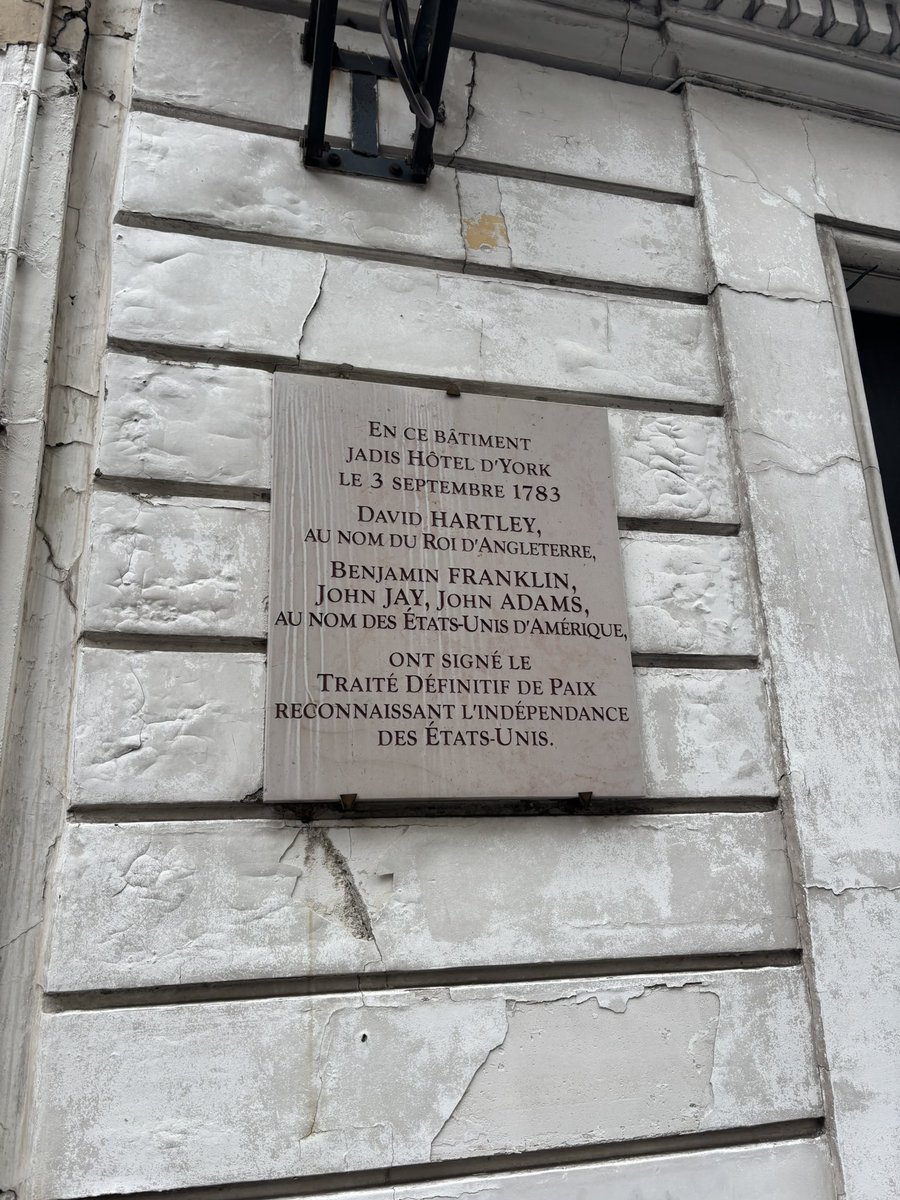 EN CE BÂTIMENT
JADIS HÔTEL D'YORK
LE 3 SEPTEMBRE 1783
DAVID HARTLEY,
AU NOM DU ROI D'ANGLETERRE,
BENJAMIN FRANKLIN,
JOHN JAY, JOHN ADAMS,
AU NOM DES ÉTATS-UNIS D'AMÉRIQUE,
ONT SIGNÉ LE
TRAITÉ DÉFINITIF DE PAIX
RECONNAISSANT L'INDÉPENDANCE
DES ÉTATS-UNIS.